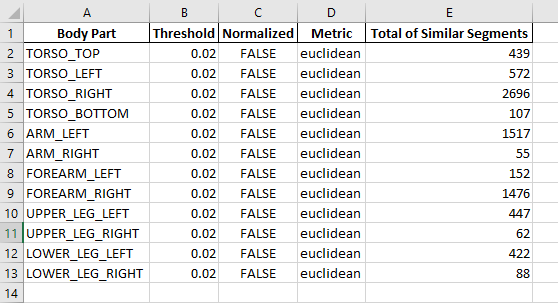 A B C D E
1 Body Part Threshold Normalized Metric Total of Similar Segments
2 TORSO_TOP 0.02 FALSE euclidean 439
3 TORSO_LEFT 0.02 FALSE euclidean 572
4 TORSO_RIGHT 0.02 FALSE euclidean 2696
5 TORSO_BOTTOM 0.02 FALSE euclidean 107
6 ARM_LEFT 0.02 FALSE euclidean 1517
7 ARM_RIGHT 0.02 FALSE euclidean 55
8 FOREARM_LEFT 0.02 FALSE euclidean 152
9 FOREARM_RIGHT 0.02 FALSE euclidean 1476
10 UPPER_LEG_LEFT 0.02 FALSE euclidean 447
11 UPPER_LEG_RIGHT 0.02 FALSE euclidean 62
12 LOWER_LEG_LEFT 0.02 FALSE euclidean 422
13 LOWER_LEG_RIGHT 0.02 FALSE euclidean 88
14